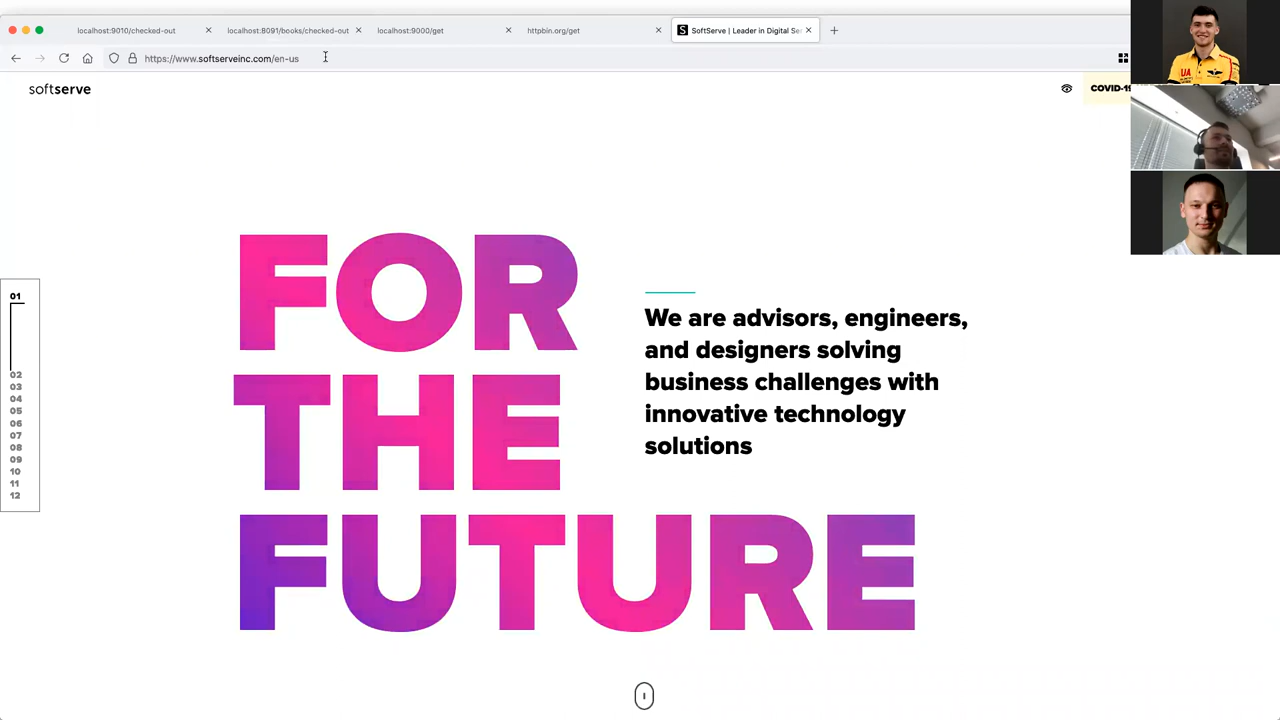 localhost:9010/checked-out
localhost:8091/books/checked-out
localhost:9000/get
httpbin.org/get
S SoftServe | Leader in Digital Se
https://www.softserveinc.com/en-us
softserve
COVID-19
FOR
THE
FUTURE
We are advisors, engineers,
and designers solving
business challenges with
innovative technology
solutions
01
02
03
04
05
06
07
08
09
10
11
12
UA